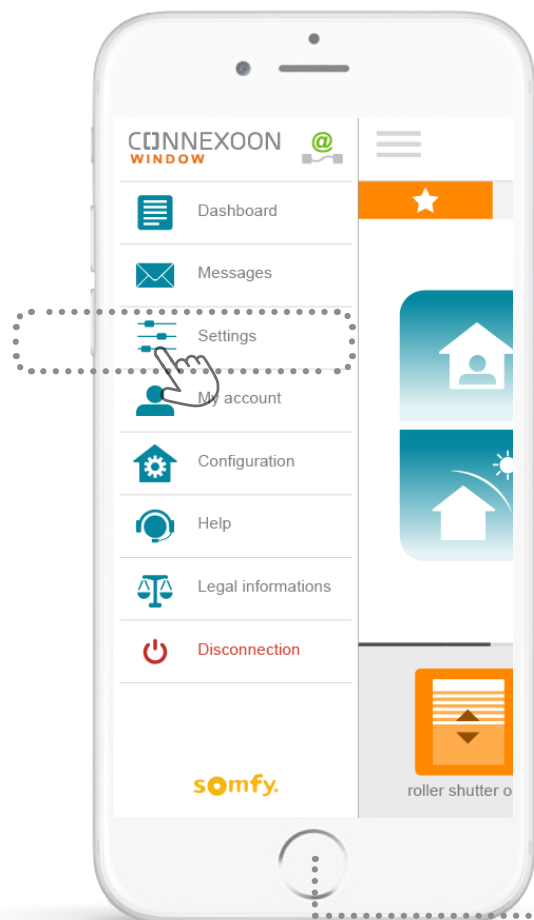 CONNEXOON
WINDOW
@
Dashboard
Messages
Settings
My account
Configuration
Help
Legal informations
Disconnection
somfy.
roller shutter o